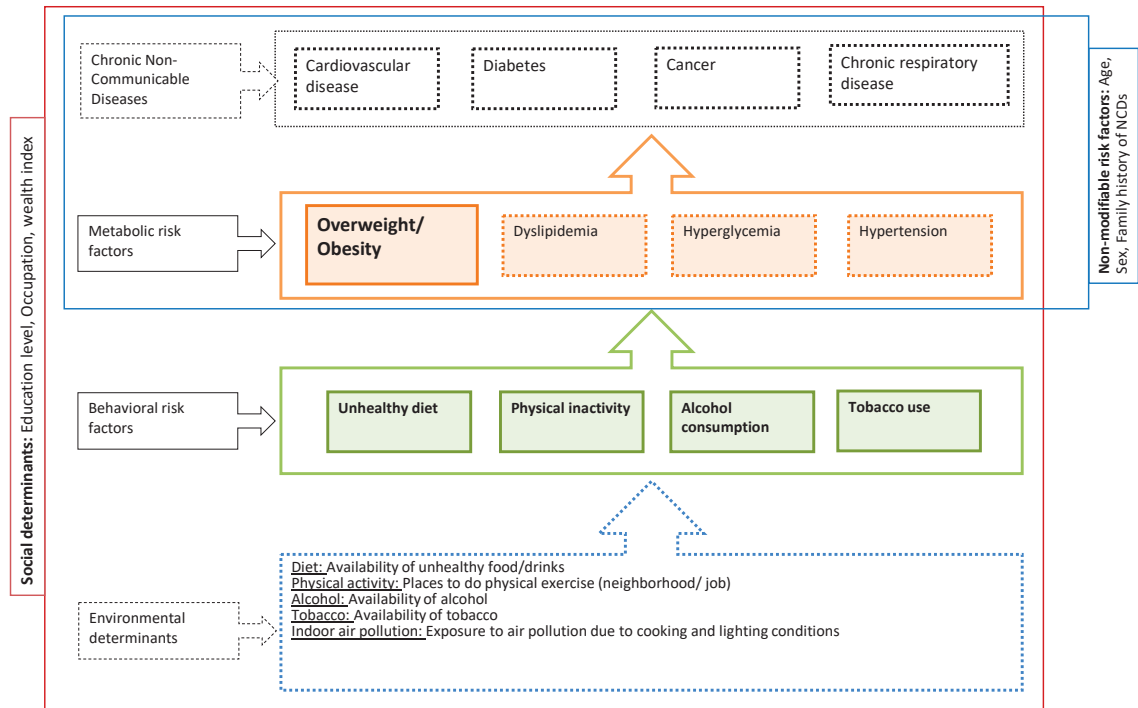 Chronic Non-
Communicable
Diseases
Cardiovascular
disease
Diabetes
Cancer
Chronic respiratory
disease
Social determinants: Education level, Occupation, wealth index
Non-modifiable risk factors: Age,
Sex, Family history of NCDs
Metabolic risk
factors
Overweight/
Obesity
Dyslipidemia
Hyperglycemia
Hypertension
Behavioral risk
factors
Unhealthy diet
Physical inactivity
Alcohol
consumption
Tobacco use
Environmental
determinants
Diet: Availability of unhealthy food/drinks
Physical activity: Places to do physical exercise (neighborhood/ job)
Alcohol: Availability of alcohol
Tobacco: Availability of tobacco
Indoor air pollution: Exposure to air pollution due to cooking and lighting conditions